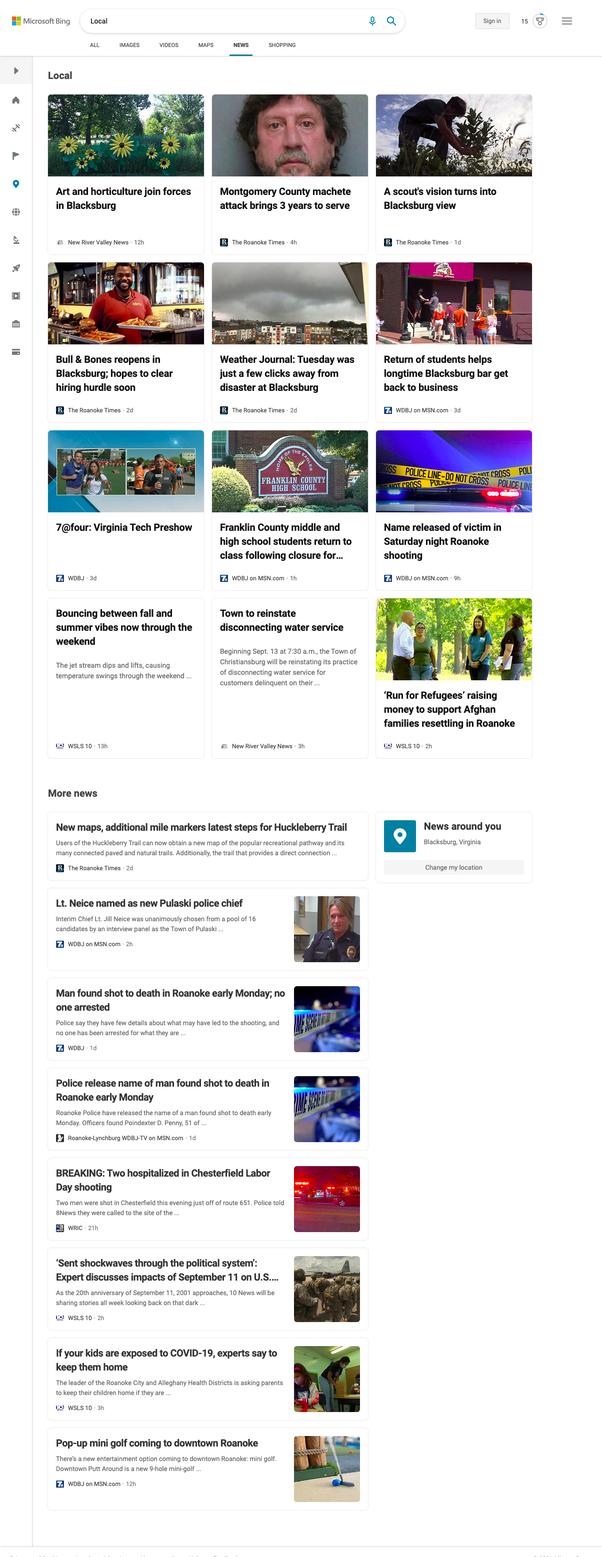 Microsoft Bing
Local
Sign in
15
ALL
IMAGES
VIDEOS
MAPS
NEWS
SHOPPING
Local
Art and horticulture join forces
in Blacksburg
New River Valley News · 12h
Montgomery County machete
attack brings 3 years to serve
The Roanoke Times · 4h
A scout's vision turns into
Blacksburg view
The Roanoke Times · 1d
Bull & Bones reopens in
Blacksburg; hopes to clear
hiring hurdle soon
The Roanoke Times · 2d
Weather Journal: Tuesday was
just a few clicks away from
disaster at Blacksburg
The Roanoke Times · 2d
Return of students helps
longtime Blacksburg bar get
back to business
WDBJ on MSN.com · 3d
7@four: Virginia Tech Preshow
WDBJ · 3d
HOME OF THE EAGLES
FRANKLIN COUNTY
HIGH SCHOOL
Franklin County middle and
high school students return to
class following closure for...
WDBJ on MSN.com · 1h
CROSS POLICE LINE-DO NOT CROSS POLI
POLICE LINE-DO NOT CROSS
Name released of victim in
Saturday night Roanoke
shooting
WDBJ on MSN.com · 9h
Bouncing between fall and
summer vibes now through the
weekend
The jet stream dips and lifts, causing
temperature swings through the weekend ...
WSLS 10 · 13h
Town to reinstate
disconnecting water service
Beginning Sept. 13 at 7:30 a.m., the Town of
Christiansburg will be reinstating its practice
of disconnecting water service for
customers delinquent on their ...
New River Valley News · 3h
‘Run for Refugees’ raising
money to support Afghan
families resettling in Roanoke
WSLS 10 · 2h
More news
New maps, additional mile markers latest steps for Huckleberry Trail
Users of the Huckleberry Trail can now obtain a new map of the popular recreational pathway and its
many connected paved and natural trails. Additionally, the trail that provides a direct connection ...
The Roanoke Times · 2d
News around you
Blacksburg, Virginia
Change my location
Lt. Neice named as new Pulaski police chief
Interim Chief Lt. Jill Neice was unanimously chosen from a pool of 16
candidates by an interview panel as the Town of Pulaski ...
WDBJ on MSN.com · 2h
Man found shot to death in Roanoke early Monday; no
one arrested
Police say they have few details about what may have led to the shooting, and
no one has been arrested for what they are ...
WDBJ · 1d
Police release name of man found shot to death in
Roanoke early Monday
Roanoke Police have released the name of a man found shot to death early
Monday. Officers found Poindexter D. Penny, 51 of ...
Roanoke-Lynchburg WDBJ-TV on MSN.com · 1d
BREAKING: Two hospitalized in Chesterfield Labor
Day shooting
Two men were shot in Chesterfield this evening just off of route 651. Police told
8News they were called to the site of the ...
WRIC · 21h
‘Sent shockwaves through the political system’:
Expert discusses impacts of September 11 on U.S....
As the 20th anniversary of September 11, 2001 approaches, 10 News will be
sharing stories all week looking back on that dark ...
WSLS 10 · 2h
If your kids are exposed to COVID-19, experts say to
keep them home
The leader of the Roanoke City and Alleghany Health Districts is asking parents
to keep their children home if they are ...
WSLS 10 · 3h
Pop-up mini golf coming to downtown Roanoke
There's a new entertainment option coming to downtown Roanoke: mini golf.
Downtown Putt Around is a new 9-hole mini-golf ...
WDBJ on MSN.com · 12h